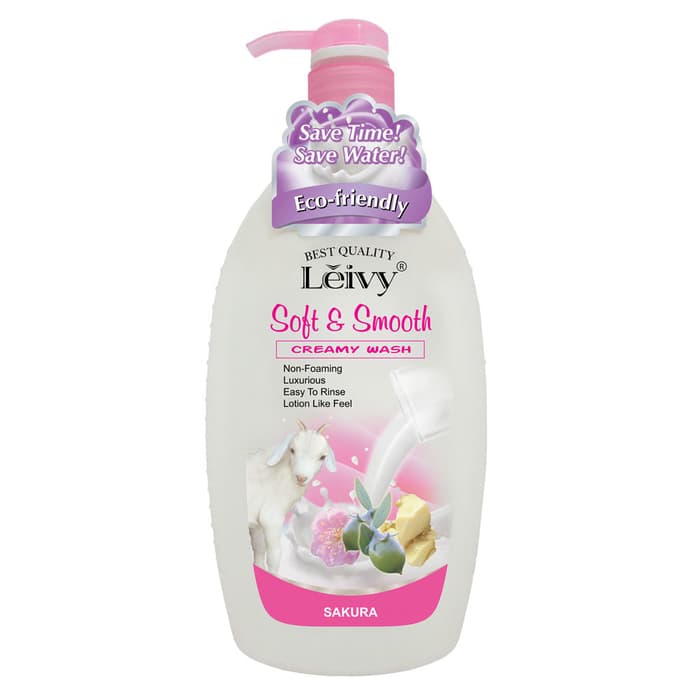 Save Time!
Save Water!
Eco-friendly
BEST QUALITY
Lĕivy®
Soft & Smooth
CREAMY WASH
Non-Foaming
Luxurious
Easy To Rinse
Lotion Like Feel
SAKURA